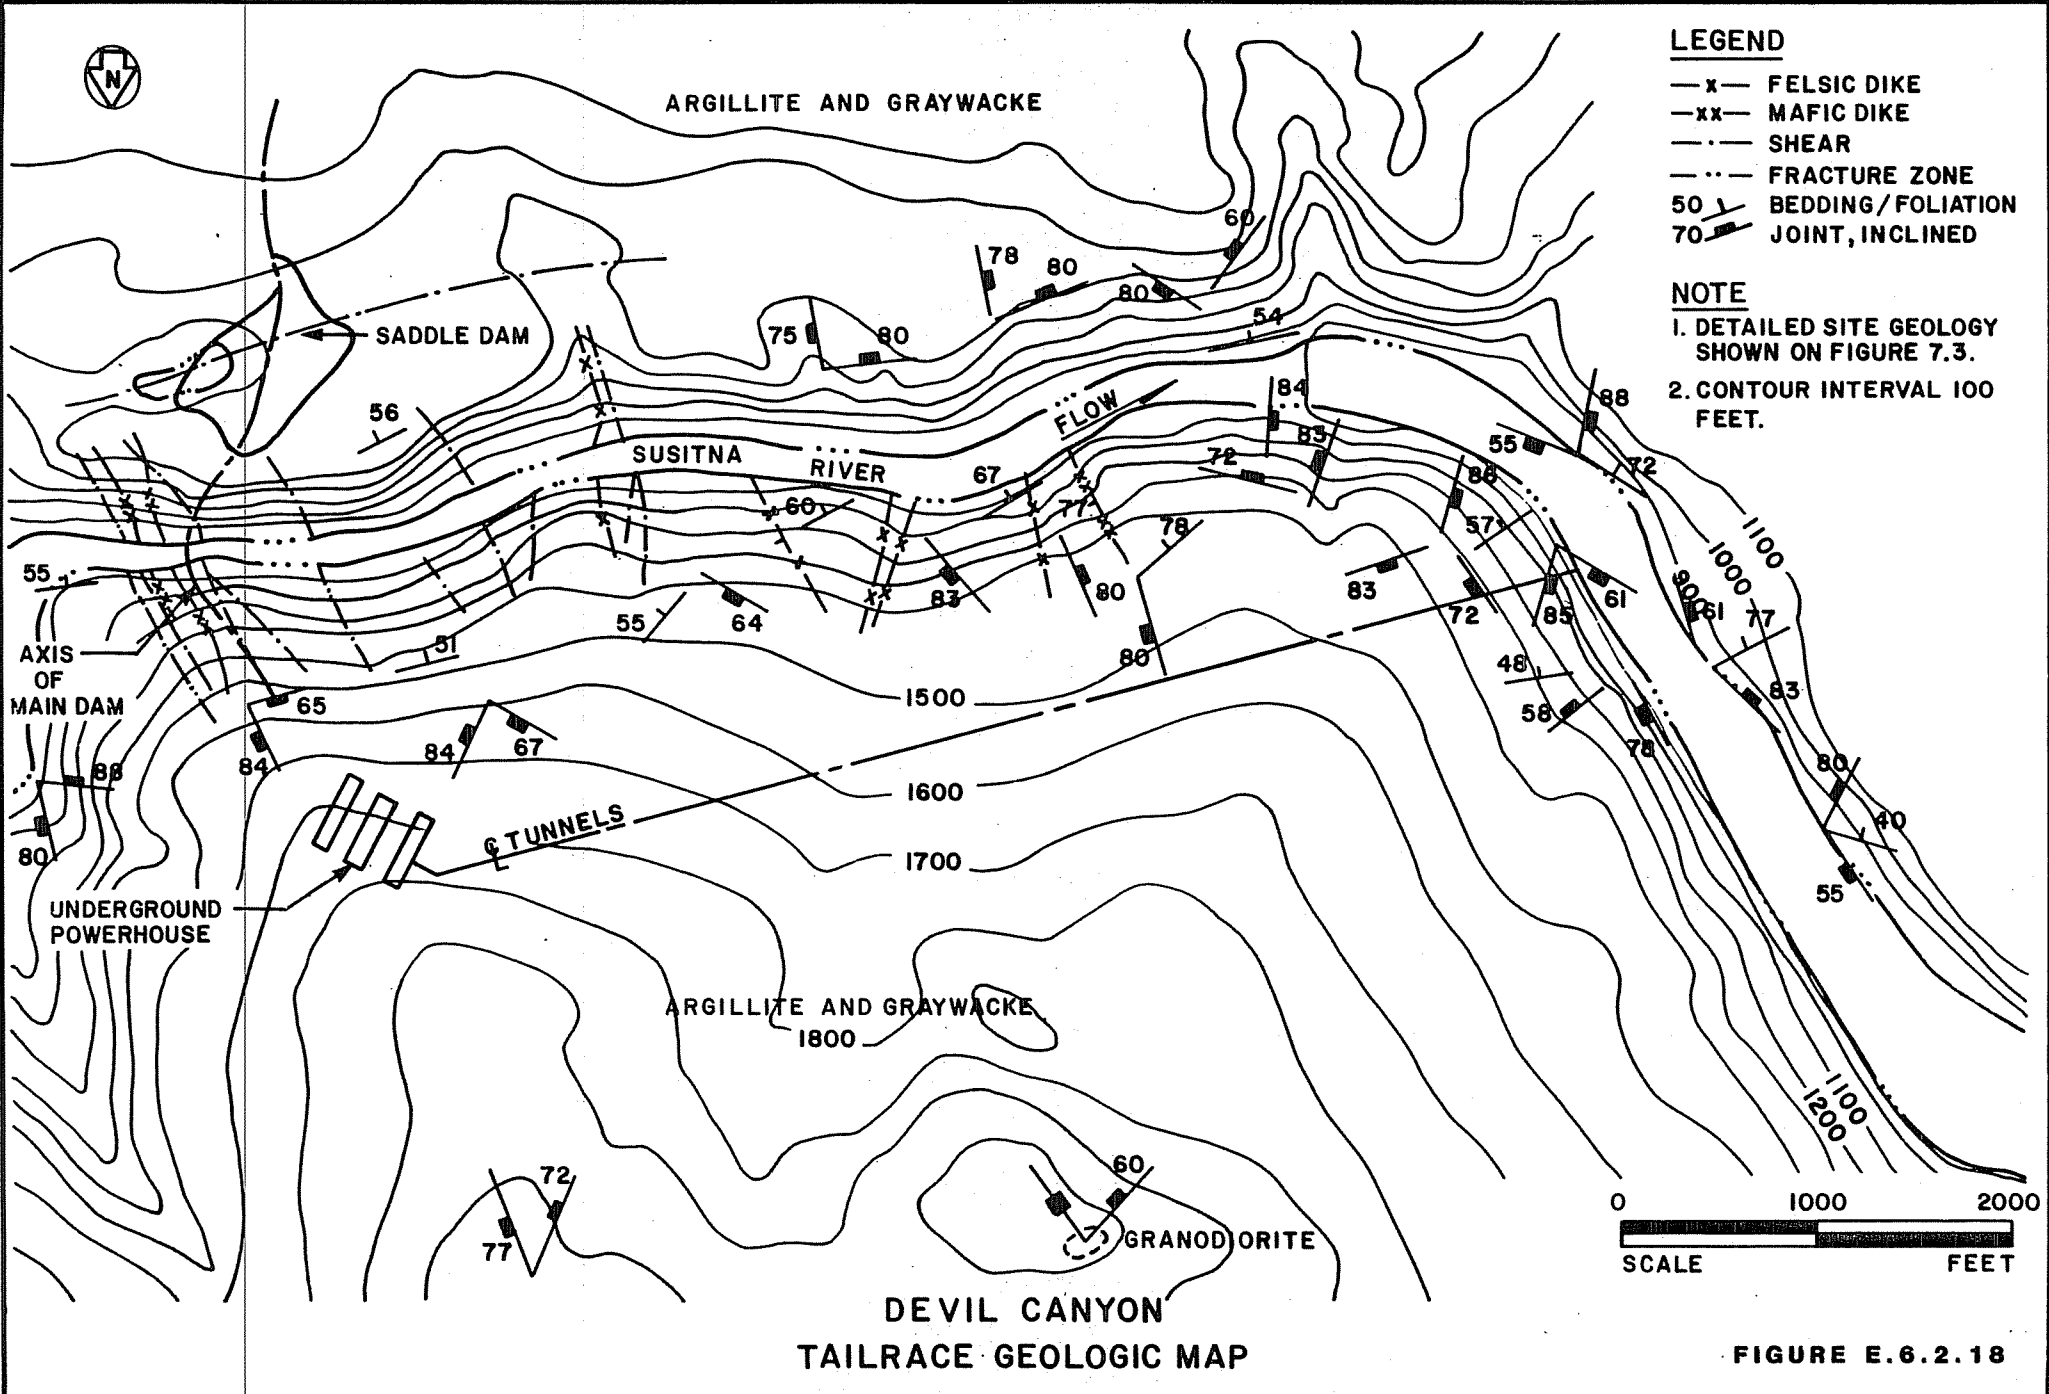 N
ARGILLITE AND GRAYWACKE
LEGEND
—x— FELSIC DIKE
—xx— MAFIC DIKE
SHEAR
FRACTURE ZONE
50 BEDDING/FOLIATION
70 JOINT, INCLINED
NOTE
1. DETAILED SITE GEOLOGY
SHOWN ON FIGURE 7.3.
2. CONTOUR INTERVAL 100
FEET.
60
78
80
80
54
75
80
SADDLE DAM
84
88
FLOW
56
83
55
SUSITNA RIVER
67
72
86
72
60
77
78
57
1100
1000
900
55
83
80
83
72
85
61
61
77
55
64
51
80
48
AXIS
OF
MAIN DAM
65
1500
58
83
84
84
67
78
88
1600
80
℄ TUNNELS
40
80
1700
55
UNDERGROUND
POWERHOUSE
ARGILLITE AND GRAYWACKE
1800
1100
1200
72
77
60
GRANODIORITE
0 1000 2000
SCALE FEET
DEVIL CANYON
TAILRACE GEOLOGIC MAP
FIGURE E.6.2.18